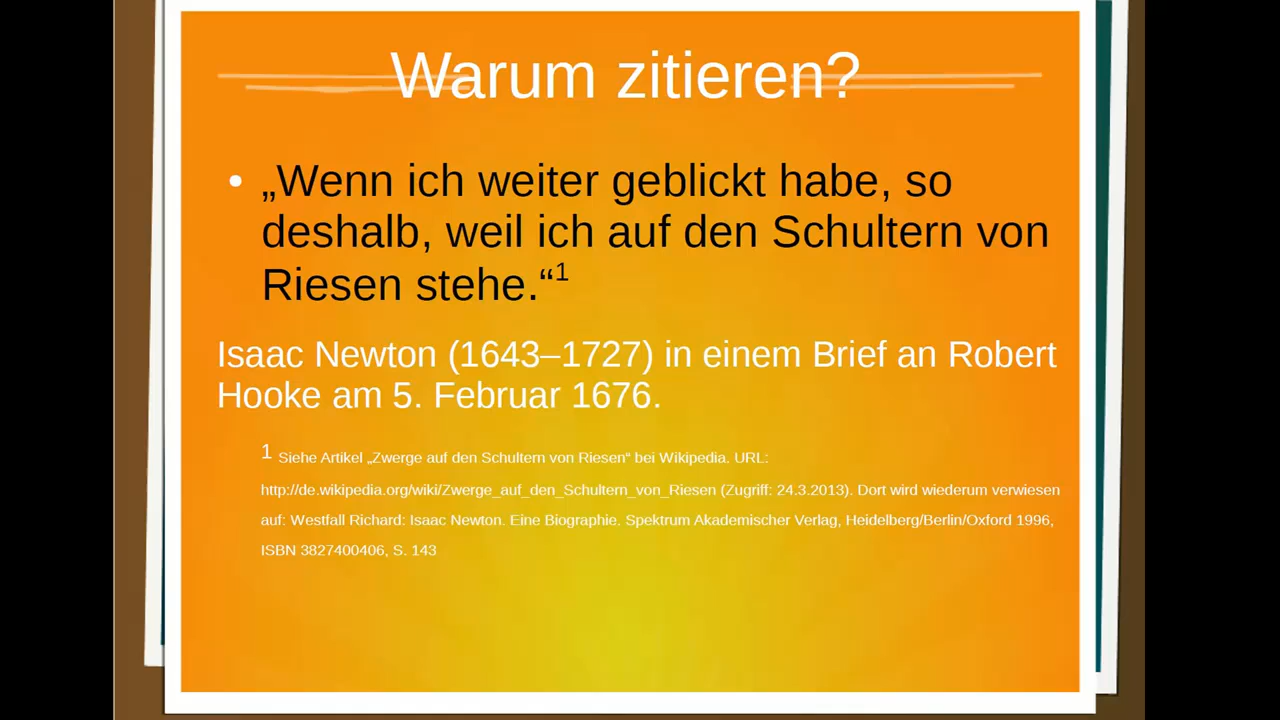 Warum zitieren?
• „Wenn ich weiter geblickt habe, so
deshalb, weil ich auf den Schultern von
Riesen stehe.“¹
Isaac Newton (1643–1727) in einem Brief an Robert
Hooke am 5. Februar 1676.
1 Siehe Artikel „Zwerge auf den Schultern von Riesen“ bei Wikipedia. URL:
http://de.wikipedia.org/wiki/Zwerge_auf_den_Schultern_von_Riesen (Zugriff: 24.3.2013). Dort wird wiederum verwiesen
auf: Westfall Richard: Isaac Newton. Eine Biographie. Spektrum Akademischer Verlag, Heidelberg/Berlin/Oxford 1996,
ISBN 3827400406, S. 143